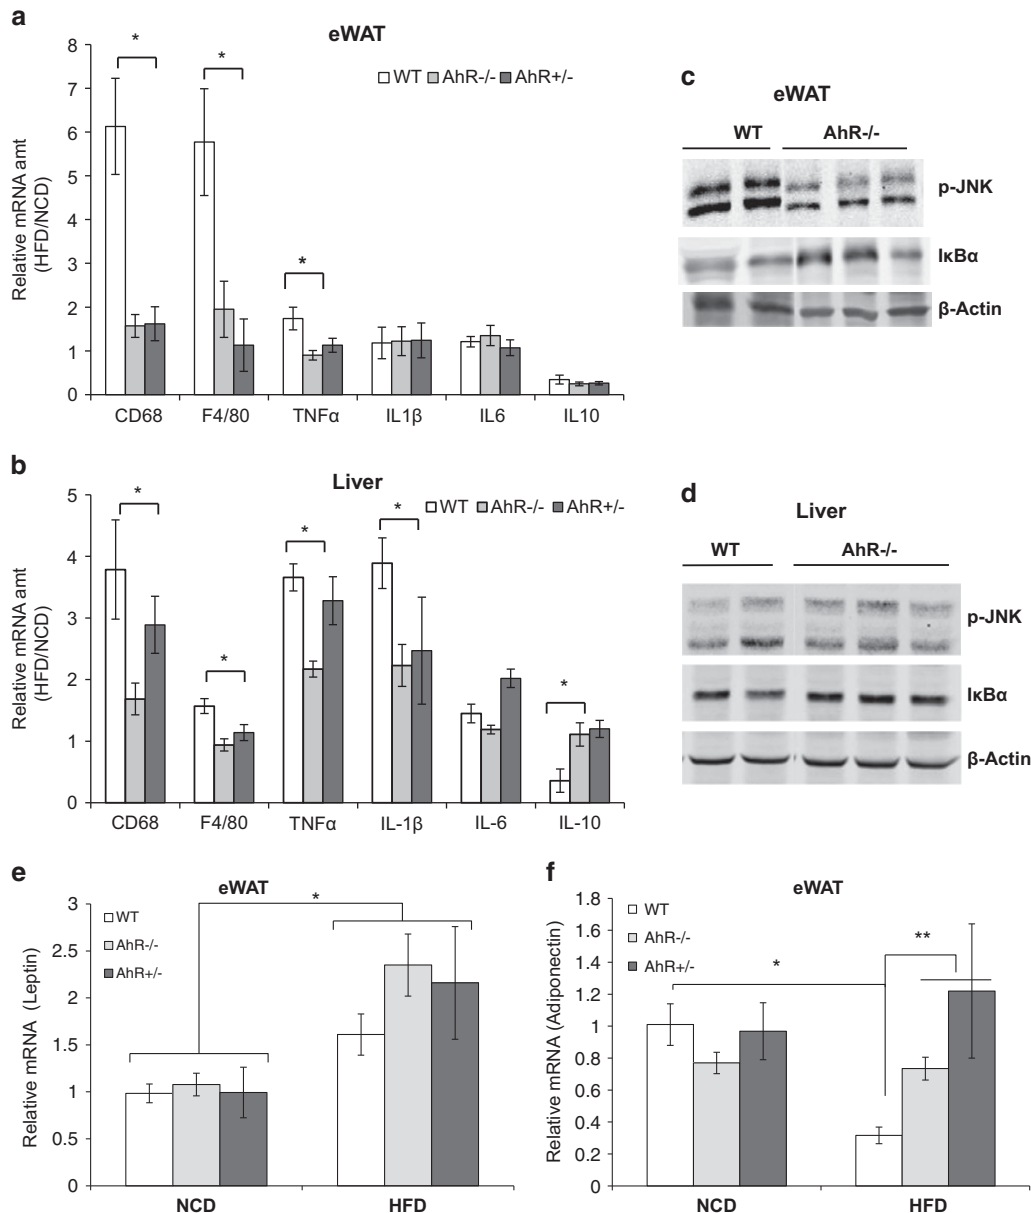 a
eWAT
8
7
6
5
4
3
2
1
0
Relative mRNA amt
(HFD/NCD)
WT AhR-/- AhR+/-
*
*
*
CD68 F4/80 TNFα IL1β IL6 IL10
b
Liver
5
4
3
2
1
0
Relative mRNA amt
(HFD/NCD)
WT AhR-/- AhR+/-
*
*
*
*
*
CD68 F4/80 TNFα IL-1β IL-6 IL-10
c
eWAT
WT AhR-/-
p-JNK
IκBα
β-Actin
d
Liver
WT AhR-/-
p-JNK
IκBα
β-Actin
e
eWAT
3
2.5
2
1.5
1
0.5
0
Relative mRNA (Leptin)
WT
AhR-/-
AhR+/-
*
NCD HFD
f
eWAT
1.8
1.6
1.4
1.2
1
0.8
0.6
0.4
0.2
0
Relative mRNA (Adiponectin)
WT
AhR-/-
AhR+/-
*
**
NCD HFD